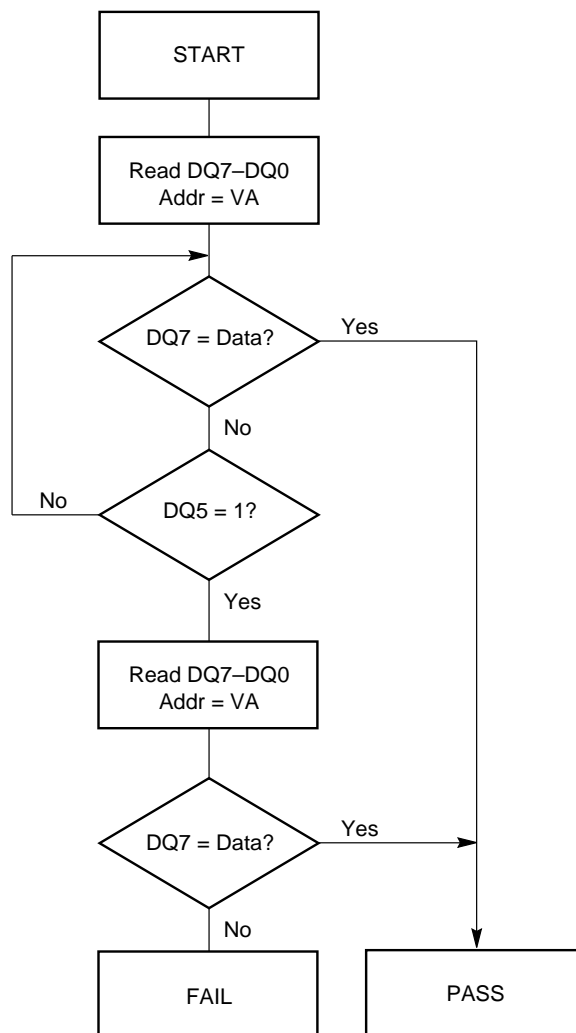 START
Read DQ7–DQ0
Addr = VA
DQ7 = Data?
Yes
No
No
DQ5 = 1?
Yes
Read DQ7–DQ0
Addr = VA
DQ7 = Data?
Yes
No
FAIL
PASS